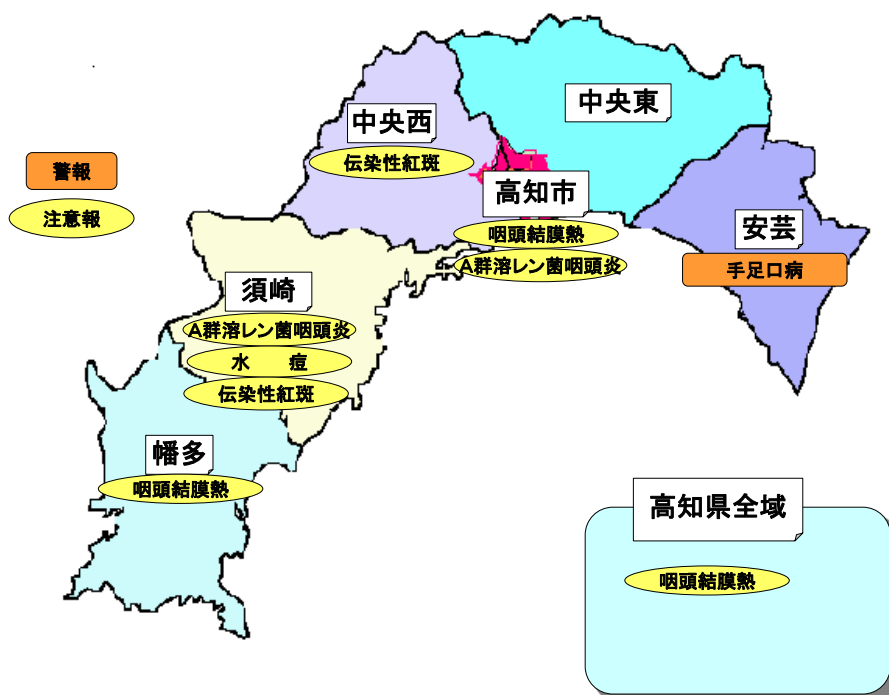 中央東
中央西
伝染性紅斑
警報
注意報
高知市
咽頭結膜熱
A群溶レン菌咽頭炎
安芸
手足口病
須崎
A群溶レン菌咽頭炎
水　痘
伝染性紅斑
幡多
咽頭結膜熱
高知県全域
咽頭結膜熱